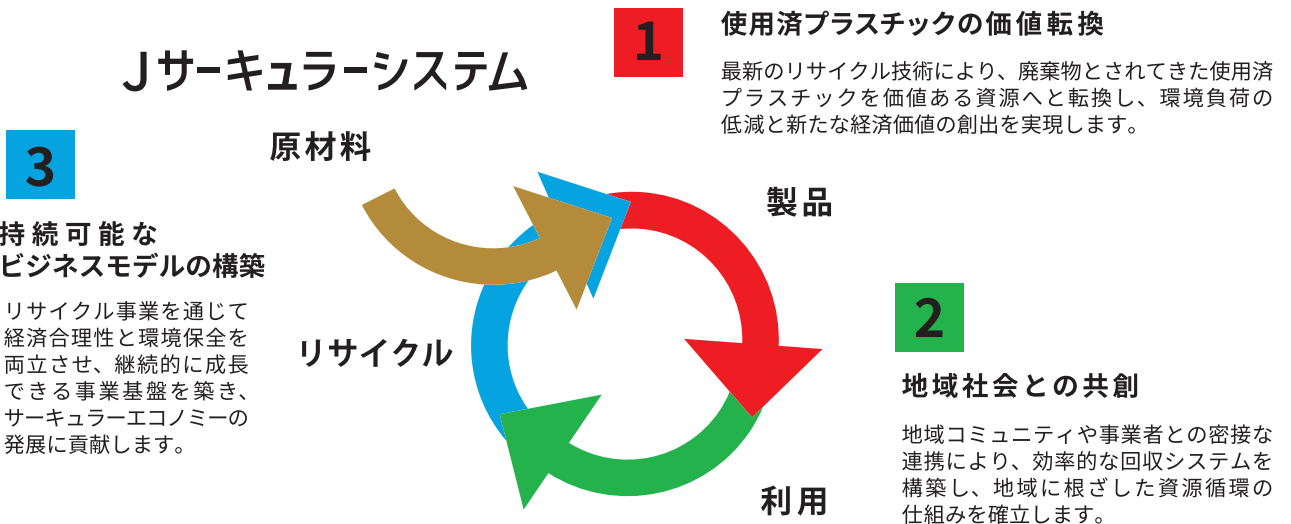 Jサーキュラーシステム
1
使用済プラスチックの価値転換
最新のリサイクル技術により、廃棄物とされてきた使用済
プラスチックを価値ある資源へと転換し、環境負荷の
低減と新たな経済価値の創出を実現します。
原材料
製品
3
持続可能な
ビジネスモデルの構築
リサイクル事業を通じて
経済合理性と環境保全を
両立させ、継続的に成長
できる事業基盤を築き、
サーキュラーエコノミーの
発展に貢献します。
リサイクル
2
地域社会との共創
地域コミュニティや事業者との密接な
連携により、効率的な回収システムを
構築し、地域に根ざした資源循環の
仕組みを確立します。
利用